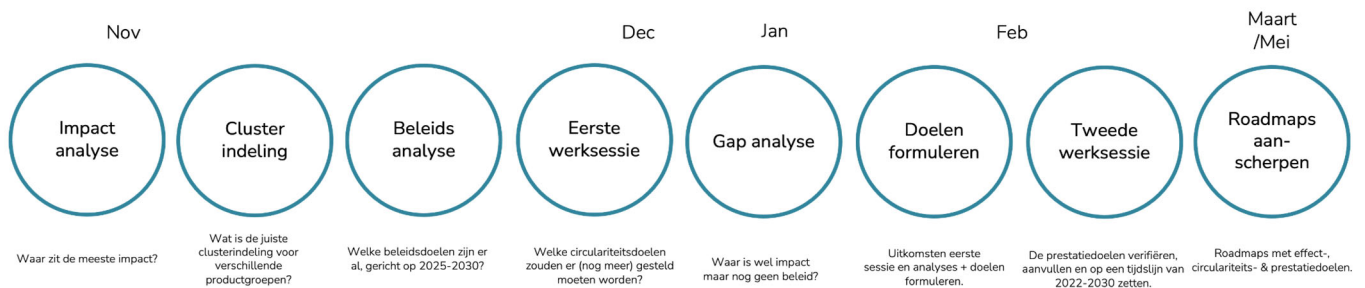 Nov
Dec
Jan
Feb
Maart
/Mei
Impact
analyse
Cluster
indeling
Beleids
analyse
Eerste
werksessie
Gap analyse
Doelen
formuleren
Tweede
werksessie
Roadmaps
aan-
scherpen
Waar zit de meeste impact?
Wat is de juiste
clusterindeling voor
verschillende
productgroepen?
Welke beleidsdoelen zijn er
al, gericht op 2025-2030?
Welke circulariteitsdoelen
zouden er (nog meer) gesteld
moeten worden?
Waar is wel impact
maar nog geen beleid?
Uitkomsten eerste
sessie en analyses + doelen
formuleren.
De prestatiedoelen verifiëren,
aanvullen en op een tijdslijn van
2022-2030 zetten.
Roadmaps met effect-,
circulariteits- & prestatiedoelen.